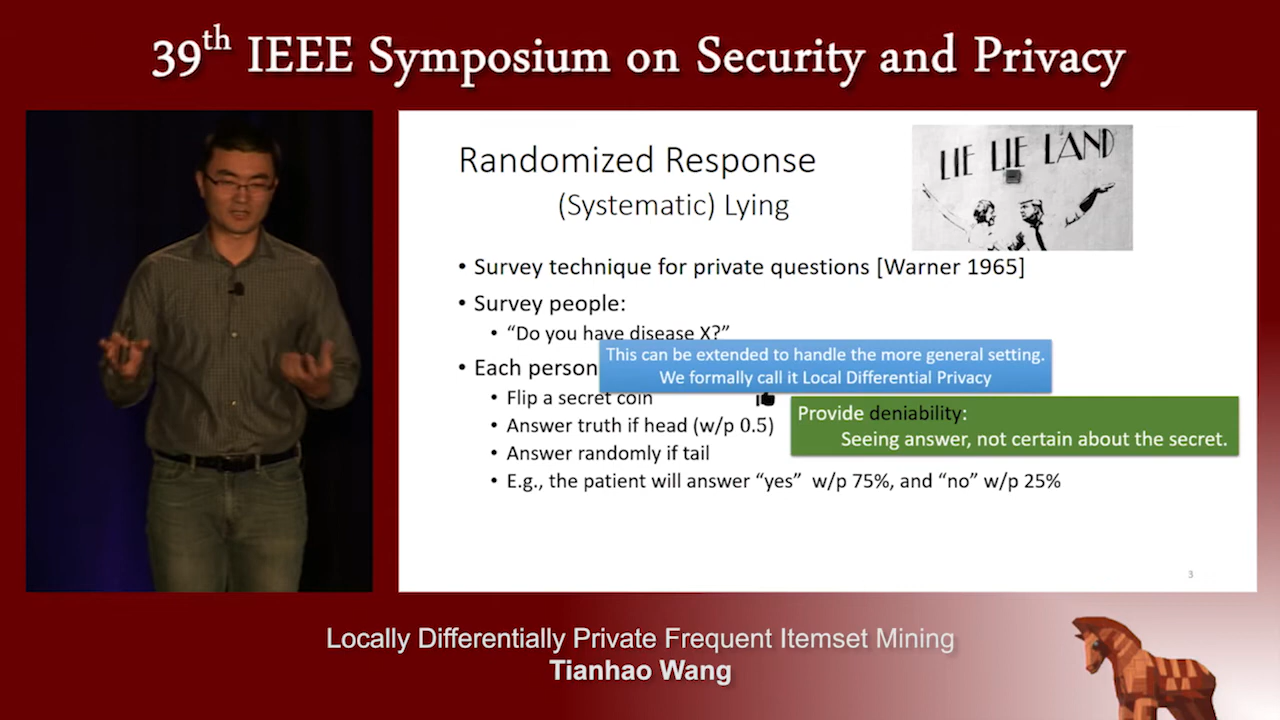 39th IEEE Symposium on Security and Privacy
Randomized Response
(Systematic) Lying
LIE LIE LAND
• Survey technique for private questions [Warner 1965]
• Survey people:
• “Do you have disease X?”
This can be extended to handle the more general setting.
We formally call it Local Differential Privacy
• Each person
• Flip a secret coin
Provide deniability:
Seeing answer, not certain about the secret.
• Answer truth if head (w/p 0.5)
• Answer randomly if tail
• E.g., the patient will answer “yes” w/p 75%, and “no” w/p 25%
3
Locally Differentially Private Frequent Itemset Mining
Tianhao Wang